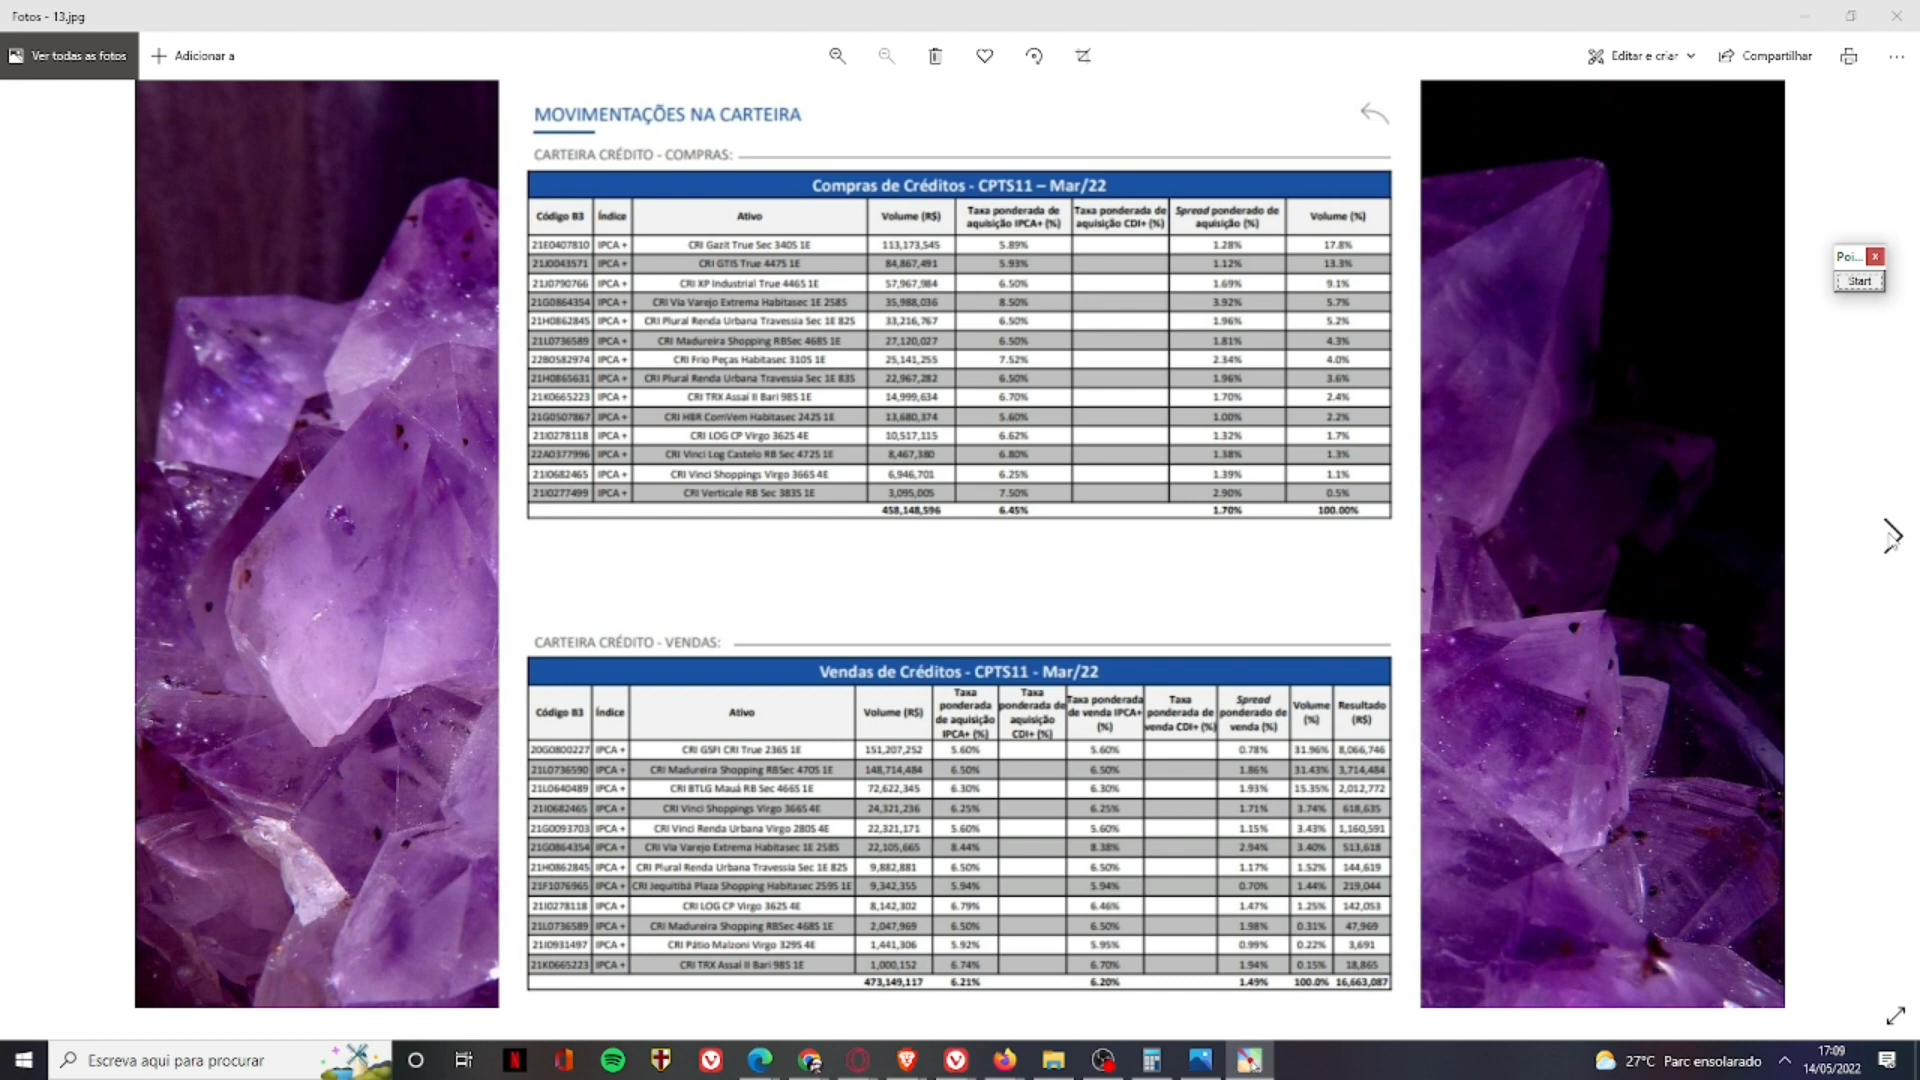 Fotos - 13.jpg
Ver todas as fotos
Adicionar a
Editar e criar
Compartilhar
MOVIMENTAÇÕES NA CARTEIRA
CARTEIRA CRÉDITO - COMPRAS:
Compras de Créditos - CPTS11 – Mar/22
Código B3 Índice Ativo Volume (R$) Taxa ponderada de aquisição IPCA+ (%) Taxa ponderada de aquisição CDI+ (%) Spread ponderado de aquisição (%) Volume (%)
21E0407810 IPCA + CRI Gazit True Sec 340S 1E 113,173,545 5.89% 1.28% 17.8%
21J0043571 IPCA + CRI GTIS True 447S 1E 84,867,491 5.93% 1.12% 13.3%
21J0790766 IPCA + CRI XP Industrial True 446S 1E 57,967,984 6.50% 1.69% 9.1%
21G0864354 IPCA + CRI Via Varejo Extrema Habitasec 1E 258S 35,988,036 8.50% 3.92% 5.7%
21H0862845 IPCA + CRI Plural Renda Urbana Travessia Sec 1E 82S 33,216,767 6.50% 1.96% 5.2%
21L0736589 IPCA + CRI Madureira Shopping RBSec 468S 1E 27,120,027 6.50% 1.81% 4.3%
22B0582974 IPCA + CRI Frio Peças Habitasec 310S 1E 25,141,255 7.52% 2.34% 4.0%
21H0865631 IPCA + CRI Plural Renda Urbana Travessia Sec 1E 83S 22,967,282 6.50% 1.96% 3.6%
21K0665223 IPCA + CRI TRX Assaí II Bari 98S 1E 14,999,634 6.70% 1.70% 2.4%
21G0507867 IPCA + CRI HBR ComVem Habitasec 242S 1E 13,680,374 5.60% 1.00% 2.2%
21I0278118 IPCA + CRI LOG CP Virgo 362S 4E 10,517,115 6.62% 1.32% 1.7%
22A0377996 IPCA + CRI Vinci Log Castelo RB Sec 472S 1E 8,467,380 6.80% 1.38% 1.3%
21I0682465 IPCA + CRI Vinci Shoppings Virgo 366S 4E 6,946,701 6.25% 1.39% 1.1%
21I0277499 IPCA + CRI Verticale RB Sec 383S 1E 3,095,005 7.50% 2.90% 0.5%
458,148,596 6.45% 1.70% 100.00%
CARTEIRA CRÉDITO - VENDAS:
Vendas de Créditos - CPTS11 - Mar/22
Código B3 Índice Ativo Volume (R$) Taxa ponderada de aquisição IPCA+ (%) Taxa ponderada de aquisição CDI+ (%) Taxa ponderada de venda IPCA+ (%) Taxa ponderada de venda CDI+ (%) Spread ponderado de venda (%) Volume (%) Resultado (R$)
20G0800227 IPCA + CRI GSFI CRI True 236S 1E 151,207,252 5.60% 5.60% 0.78% 31.96% 8,066,746
21L0736590 IPCA + CRI Madureira Shopping RBSec 470S 1E 148,714,484 6.50% 6.50% 1.86% 31.43% 3,714,484
21L0640489 IPCA + CRI BTLG Mauá RB Sec 466S 1E 72,622,345 6.30% 6.30% 1.93% 15.35% 2,012,772
21I0682465 IPCA + CRI Vinci Shoppings Virgo 366S 4E 24,321,236 6.25% 6.25% 1.71% 3.74% 618,635
21G0093703 IPCA + CRI Vinci Renda Urbana Virgo 280S 4E 22,321,171 5.60% 5.60% 1.15% 3.43% 1,160,591
21G0864354 IPCA + CRI Via Varejo Extrema Habitasec 1E 258S 22,105,665 8.44% 8.38% 2.94% 3.40% 513,618
21H0862845 IPCA + CRI Plural Renda Urbana Travessia Sec 1E 82S 9,882,881 6.50% 6.50% 1.17% 1.52% 144,619
21F1076965 IPCA + CRI Jequitibá Plaza Shopping Habitasec 259S 1E 9,342,355 5.94% 5.94% 0.70% 1.44% 219,044
21I0278118 IPCA + CRI LOG CP Virgo 362S 4E 8,142,302 6.79% 6.46% 1.47% 1.25% 142,053
21L0736589 IPCA + CRI Madureira Shopping RBSec 468S 1E 2,047,969 6.50% 6.50% 1.98% 0.31% 47,969
21I0931497 IPCA + CRI Pátio Malzoni Virgo 329S 4E 1,441,306 5.92% 5.95% 0.99% 0.22% 3,691
21K0665223 IPCA + CRI TRX Assaí II Bari 98S 1E 1,000,152 6.74% 6.70% 1.94% 0.15% 18,865
473,149,117 6.21% 6.20% 1.49% 100.0% 16,663,087
Poi...
Start
Escreva aqui para procurar
27°C Parc ensolarado
17:09
14/05/2022